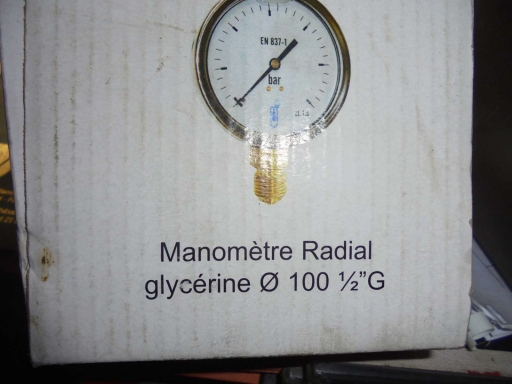 EN 837-1
bar
Manomètre Radial
glycérine Ø 100 ½"G